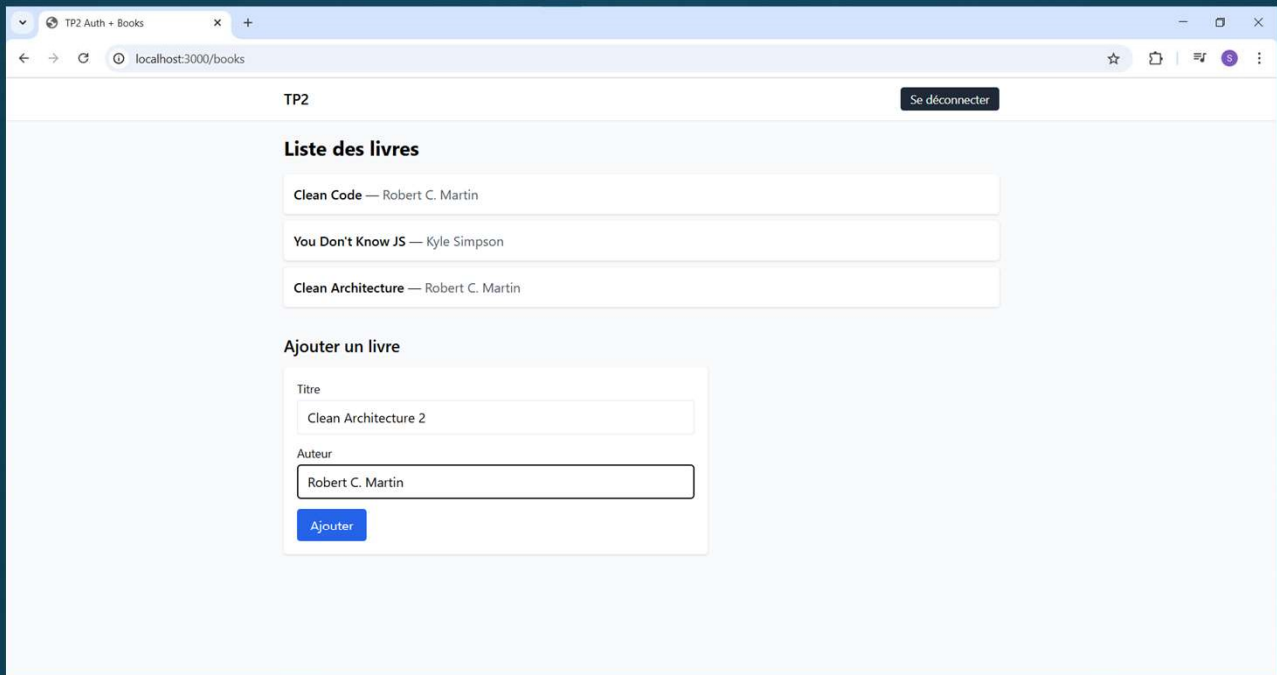 TP2 Auth + Books
localhost:3000/books
S
TP2
Se déconnecter
Liste des livres
Clean Code — Robert C. Martin
You Don't Know JS — Kyle Simpson
Clean Architecture — Robert C. Martin
Ajouter un livre
Titre
Clean Architecture 2
Auteur
Robert C. Martin
Ajouter